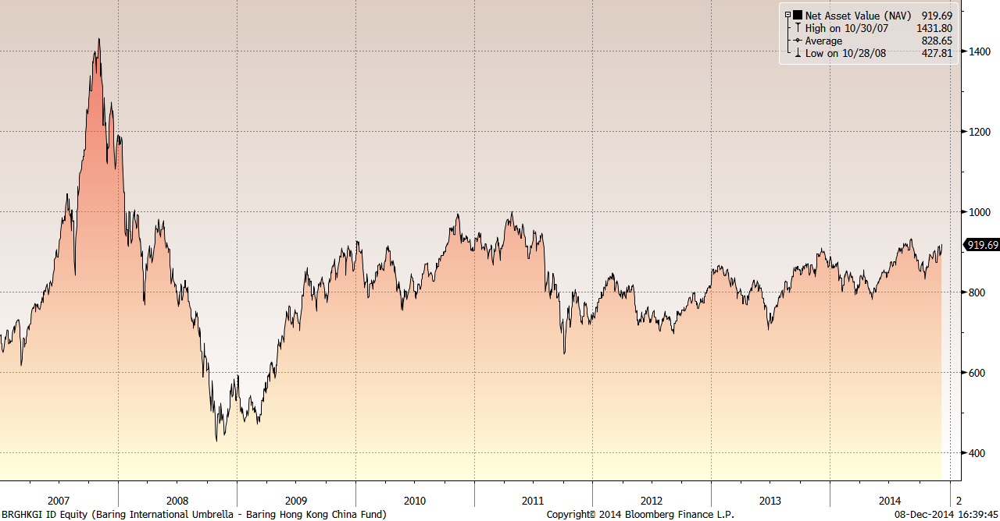 Net Asset Value (NAV) 919.69
High on 10/30/07 1431.80
Average 828.65
Low on 10/28/08 427.81
1400
1200
1000
919.69
800
600
400
2007 2008 2009 2010 2011 2012 2013 2014 2
BRGHKGI ID Equity (Baring International Umbrella - Baring Hong Kong China Fund) Copyright© 2014 Bloomberg Finance L.P. 08-Dec-2014 16:39:45